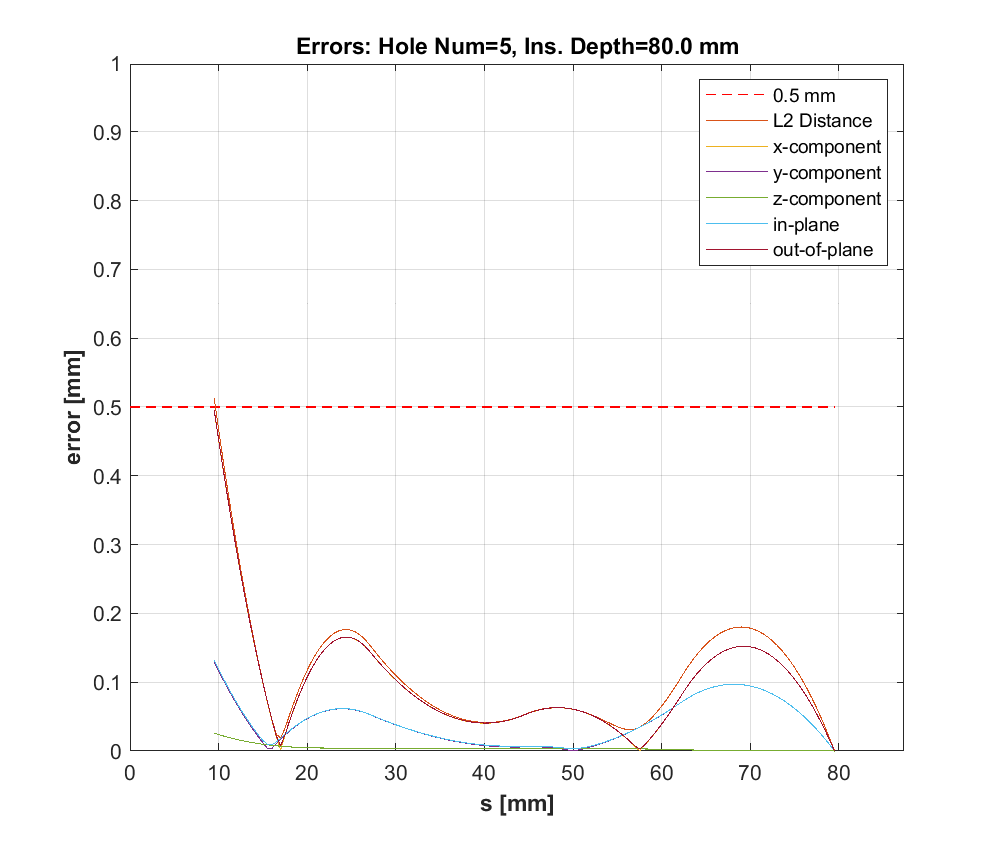 Errors: Hole Num=5, Ins. Depth=80.0 mm
1
0.9
0.8
0.7
0.6
0.5
0.4
0.3
0.2
0.1
0
error [mm]
0.5 mm
L2 Distance
x-component
y-component
z-component
in-plane
out-of-plane
0 10 20 30 40 50 60 70 80
s [mm]